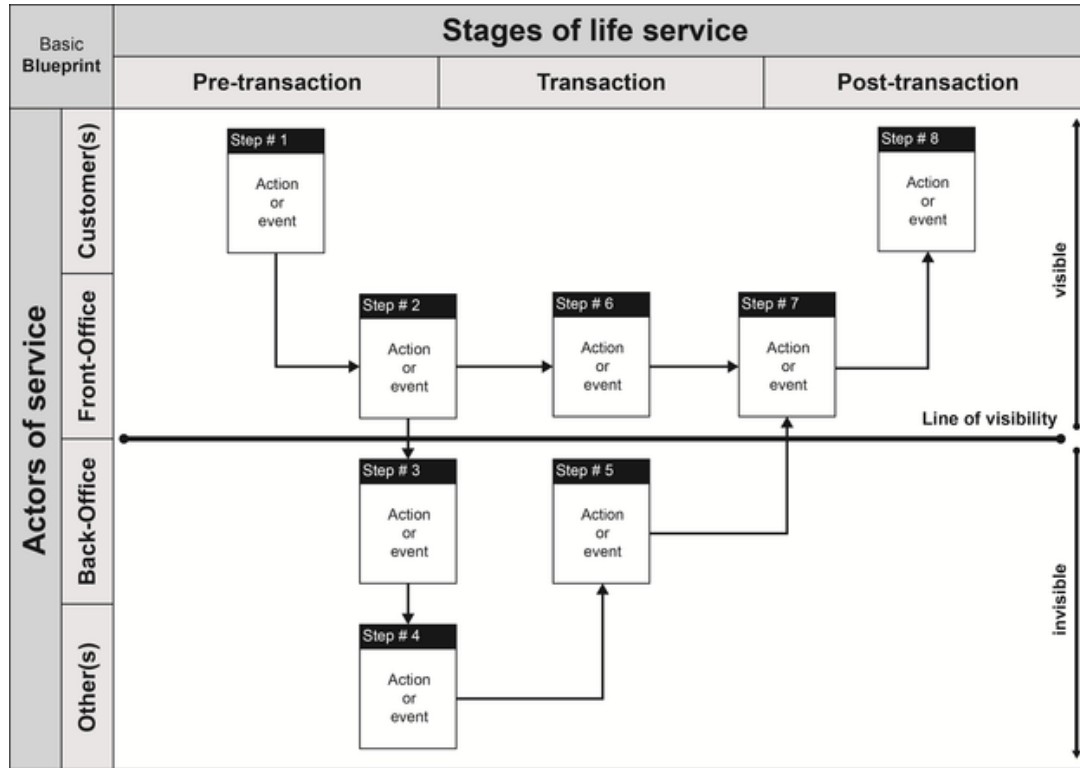 Basic
Blueprint
Stages of life service
Pre-transaction
Transaction
Post-transaction
Actors of service
Customer(s)
Front-Office
Back-Office
Other(s)
Step # 1
Action
or
event
Step # 8
Action
or
event
visible
Step # 2
Action
or
event
Step # 6
Action
or
event
Step # 7
Action
or
event
Line of visibility
Step # 3
Action
or
event
Step # 5
Action
or
event
invisible
Step # 4
Action
or
event